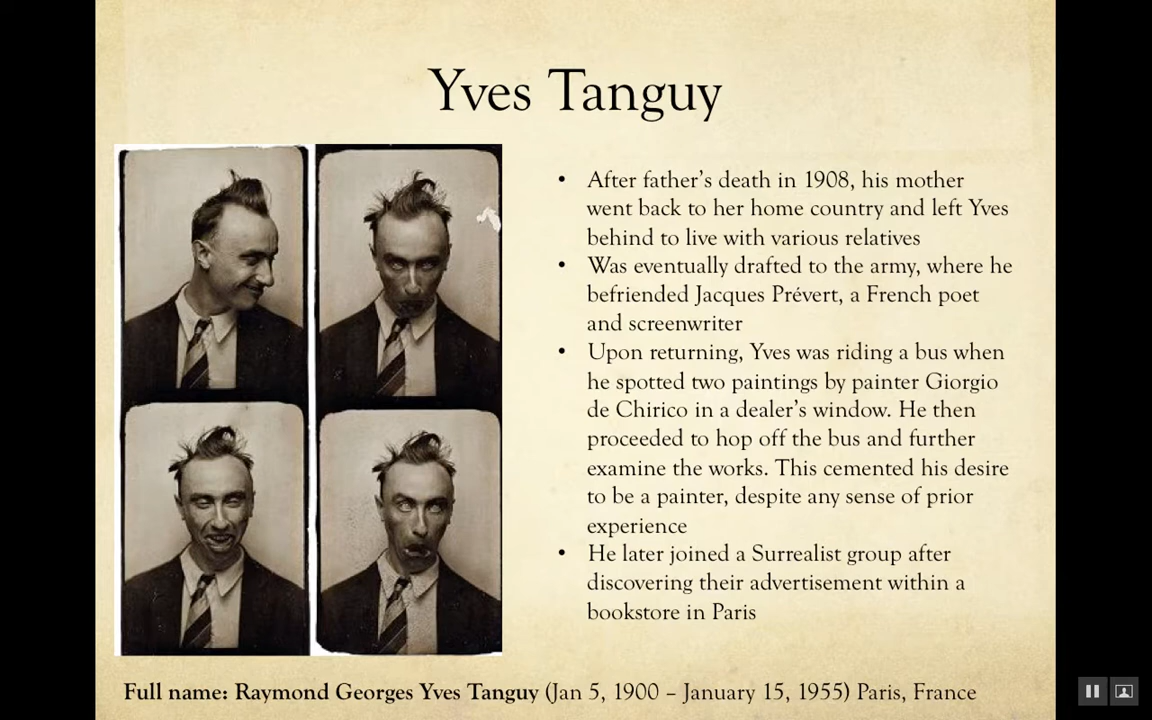 Yves Tanguy
• After father's death in 1908, his mother
went back to her home country and left Yves
behind to live with various relatives
• Was eventually drafted to the army, where he
befriended Jacques Prévert, a French poet
and screenwriter
• Upon returning, Yves was riding a bus when
he spotted two paintings by painter Giorgio
de Chirico in a dealer's window. He then
proceeded to hop off the bus and further
examine the works. This cemented his desire
to be a painter, despite any sense of prior
experience
• He later joined a Surrealist group after
discovering their advertisement within a
bookstore in Paris
Full name: Raymond Georges Yves Tanguy (Jan 5, 1900 – January 15, 1955) Paris, France